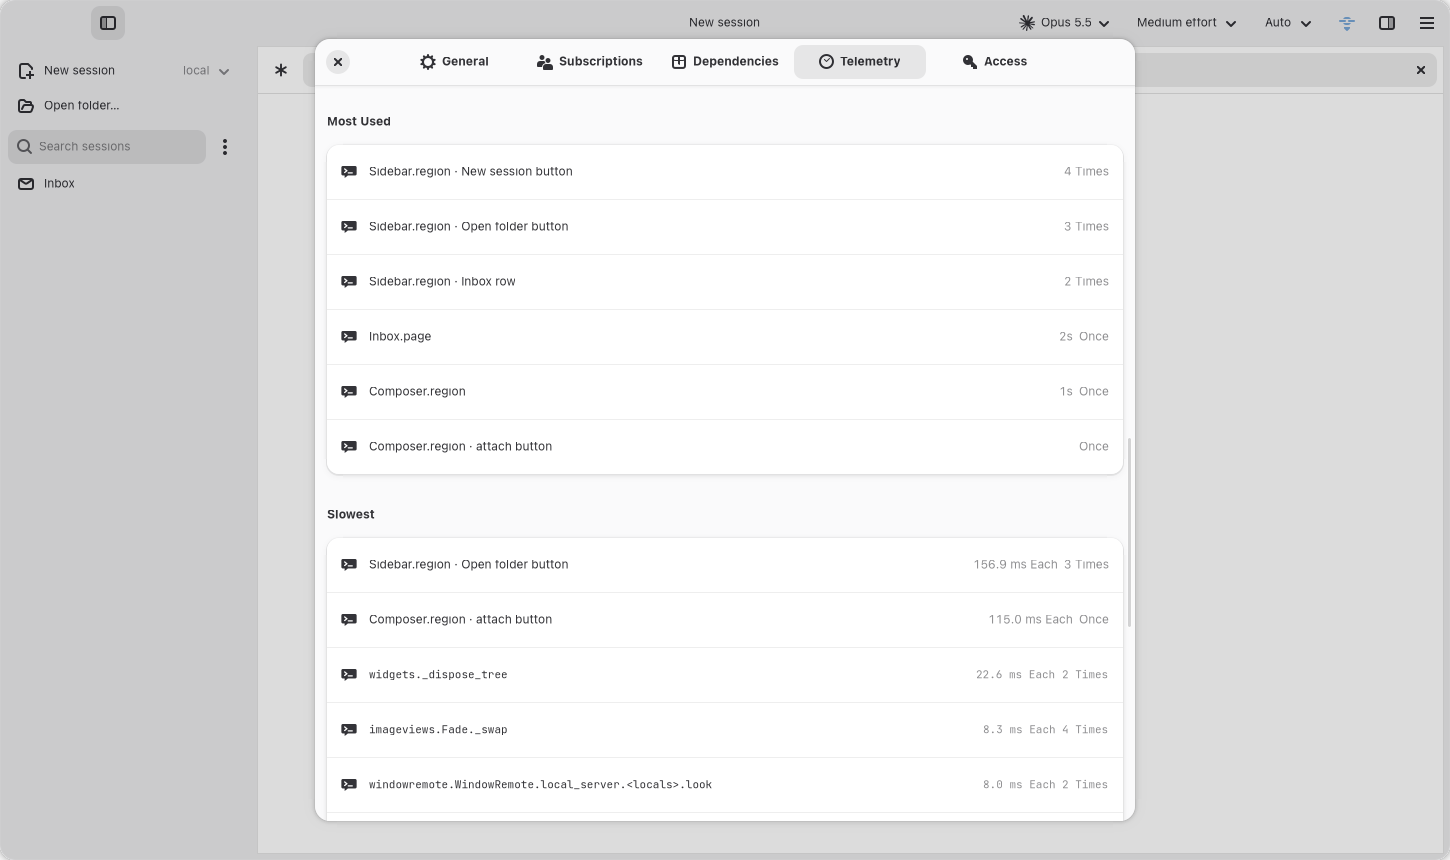 New session
Opus 5.5
Medium effort
Auto
New session
local
Open folder...
Search sessions
Inbox
General
Subscriptions
Dependencies
Telemetry
Access
Most Used
Sidebar.region · New session button
4 Times
Sidebar.region · Open folder button
3 Times
Sidebar.region · Inbox row
2 Times
Inbox.page
2s Once
Composer.region
1s Once
Composer.region · attach button
Once
Slowest
Sidebar.region · Open folder button
156.9 ms Each 3 Times
Composer.region · attach button
115.0 ms Each Once
widgets._dispose_tree
22.6 ms Each 2 Times
imageviews.Fade._swap
8.3 ms Each 4 Times
windowremote.WindowRemote.local_server.<locals>.look
8.0 ms Each 2 Times